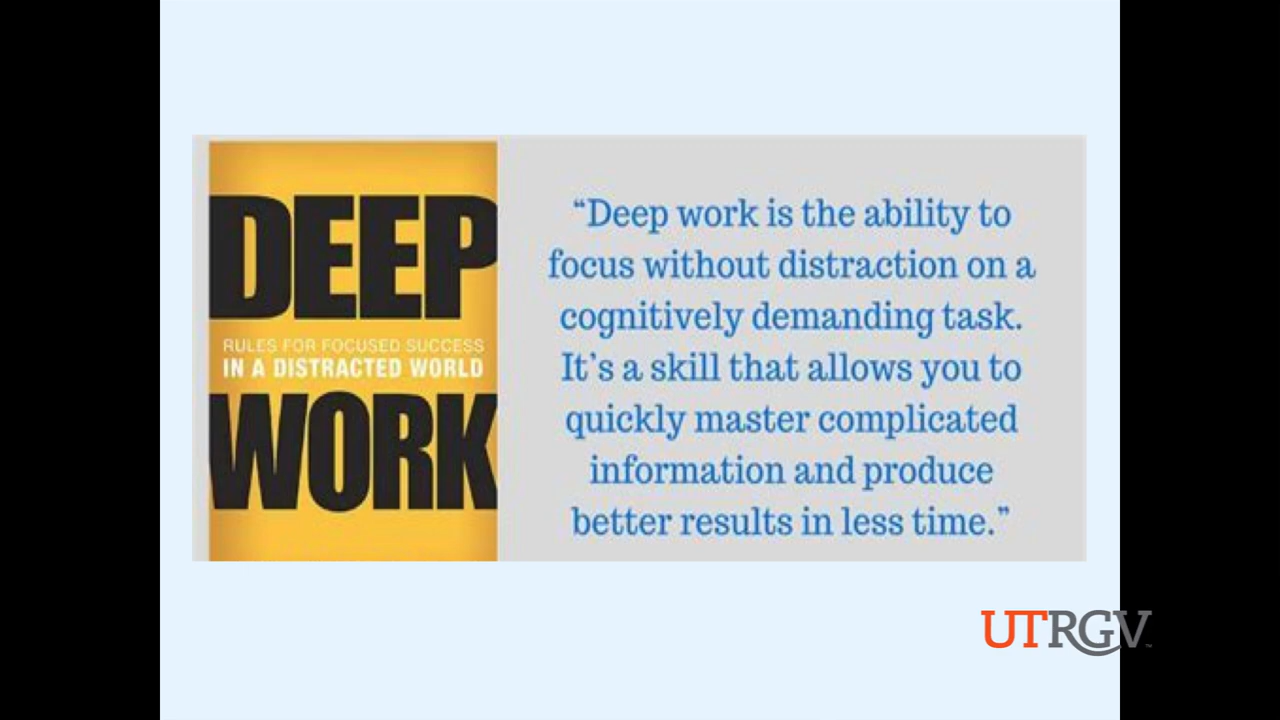 DEEP
RULES FOR FOCUSED SUCCESS
IN A DISTRACTED WORLD
WORK
“Deep work is the ability to
focus without distraction on a
cognitively demanding task.
It’s a skill that allows you to
quickly master complicated
information and produce
better results in less time.”
UTRGV™